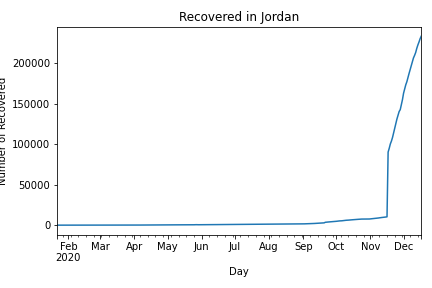 Recovered in Jordan
Number of Recovered
200000
150000
100000
50000
0
Feb Mar Apr May Jun Jul Aug Sep Oct Nov Dec
2020
Day